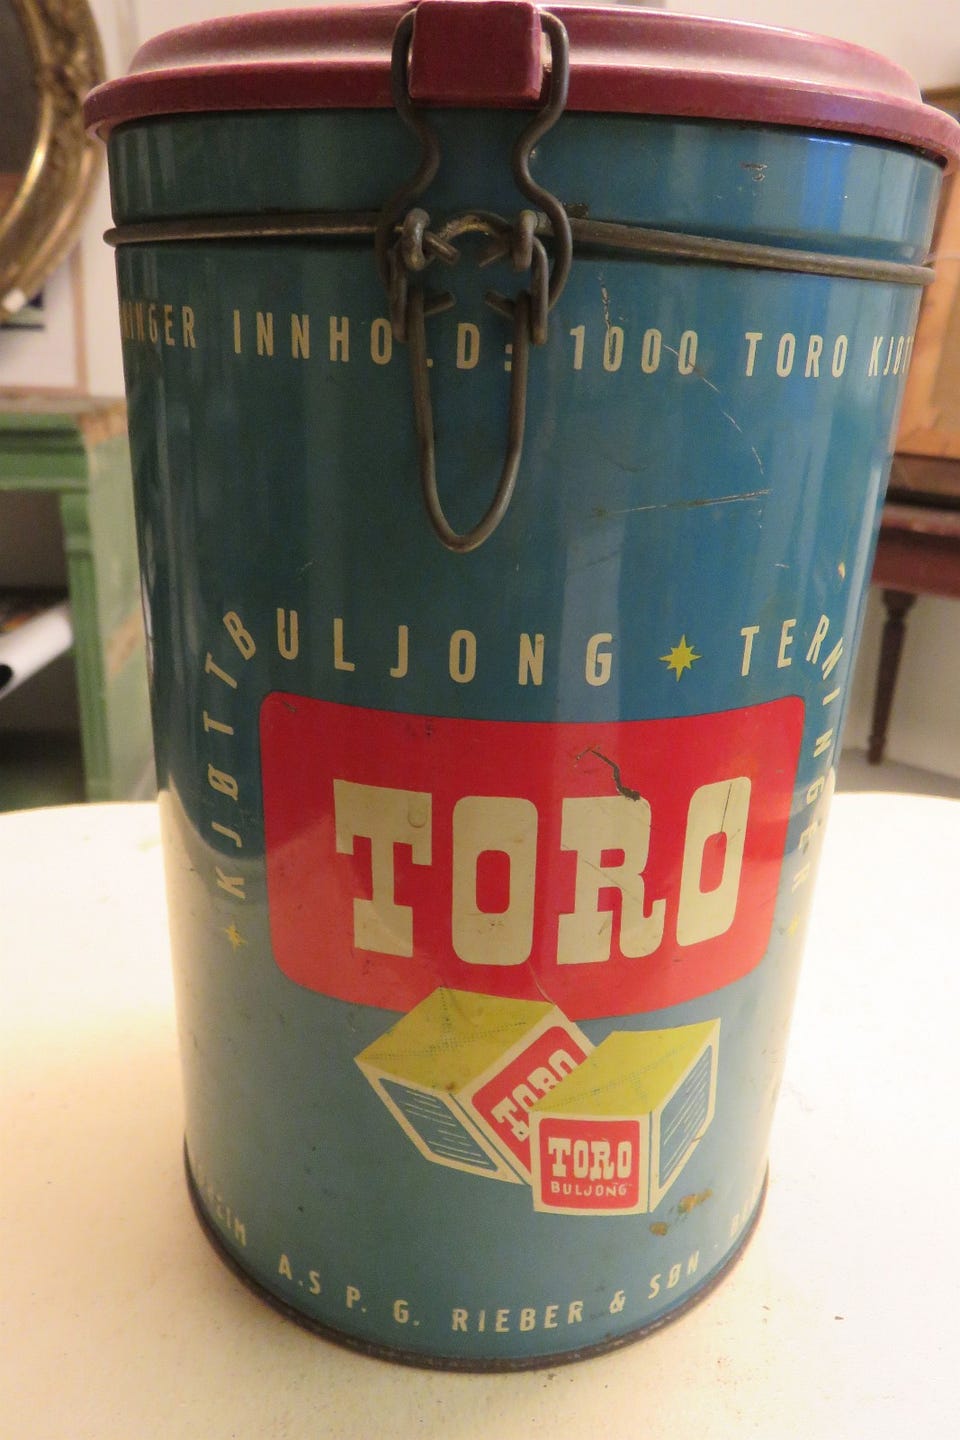 INNHOLD: 1000 TORO
KJØTTBULJONG TERNINGER
TORO
TORO
TORO
BULJONG
A.S P. G. RIEBER & SØN